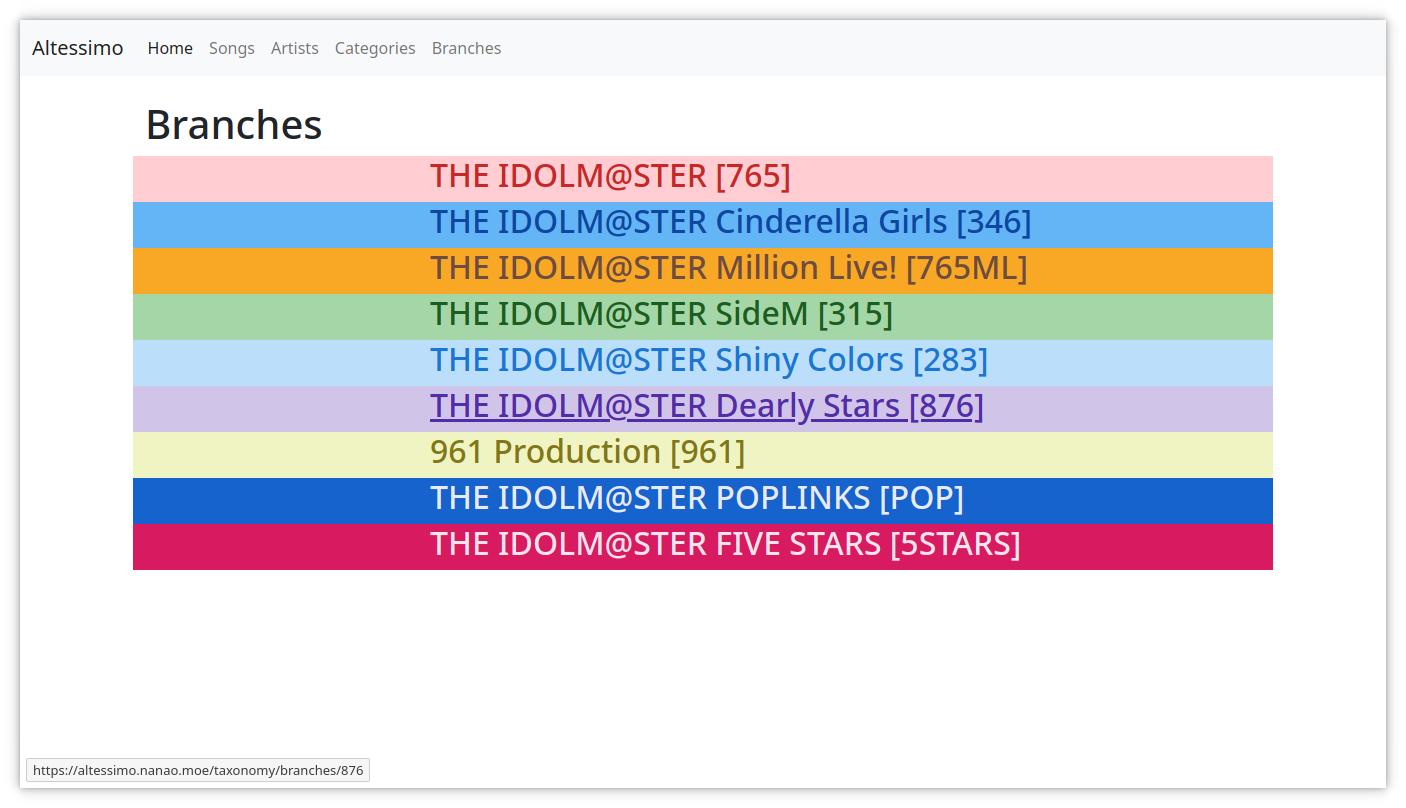 Altessimo Home Songs Artists Categories Branches
Branches
THE IDOLM@STER [765]
THE IDOLM@STER Cinderella Girls [346]
THE IDOLM@STER Million Live! [765ML]
THE IDOLM@STER SideM [315]
THE IDOLM@STER Shiny Colors [283]
THE IDOLM@STER Dearly Stars [876]
961 Production [961]
THE IDOLM@STER POPLINKS [POP]
THE IDOLM@STER FIVE STARS [5STARS]
https://altessimo.nanao.moe/taxonomy/branches/876